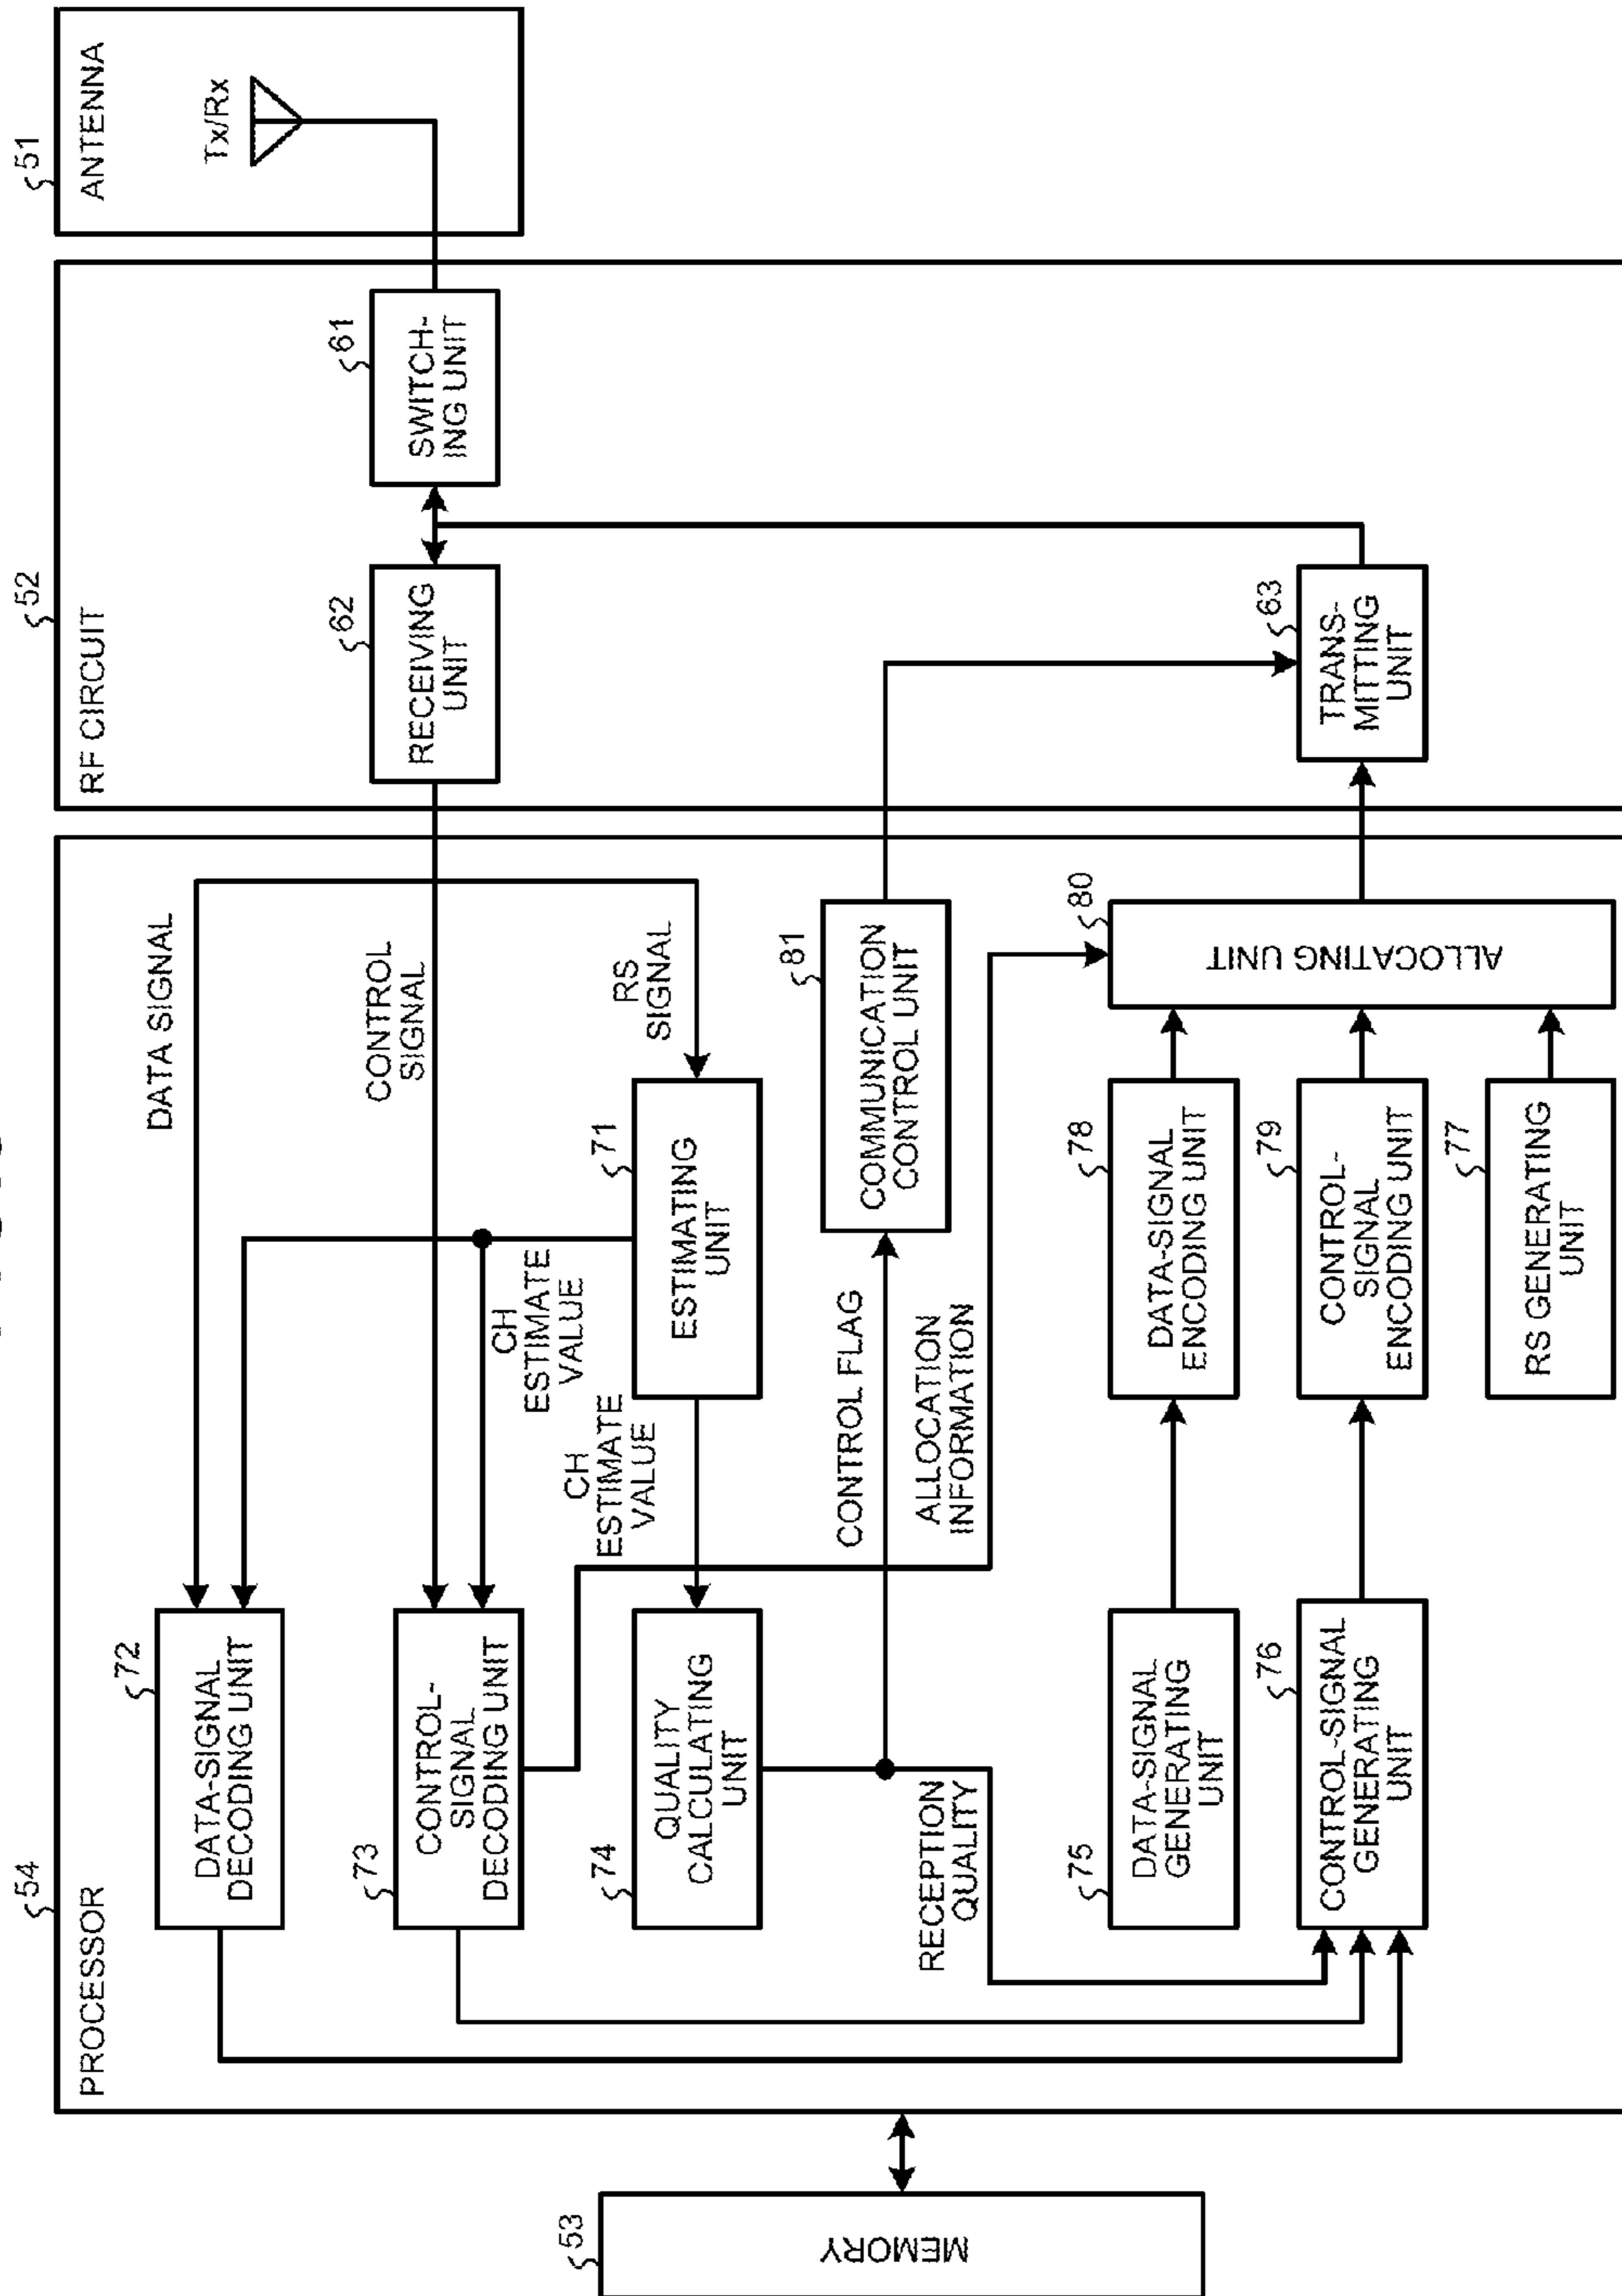 54
PROCESSOR
72
DATA-SIGNAL
DECODING UNIT
73
CONTROL-
SIGNAL
DECODING UNIT
74
QUALITY
CALCULATING
UNIT
RECEPTION
QUALITY
75
DATA-SIGNAL
GENERATING
UNIT
76
CONTROL-SIGNAL
GENERATING
UNIT
DATA SIGNAL
CONTROL
SIGNAL
RS
SIGNAL
CH
ESTIMATE
VALUE
CH
ESTIMATE
VALUE
71
ESTIMATING
UNIT
CONTROL FLAG
ALLOCATION
INFORMATION
81
COMMUNICATION
CONTROL UNIT
78
DATA-SIGNAL
ENCODING UNIT
79
CONTROL-
SIGNAL
ENCODING UNIT
77
RS GENERATING
UNIT
80
ALLOCATING UNIT
53
MEMORY
52
RF CIRCUIT
62
RECEIVING
UNIT
61
SWITCH-
ING UNIT
63
TRANS-
MITTING
UNIT
51
ANTENNA
Tx/Rx